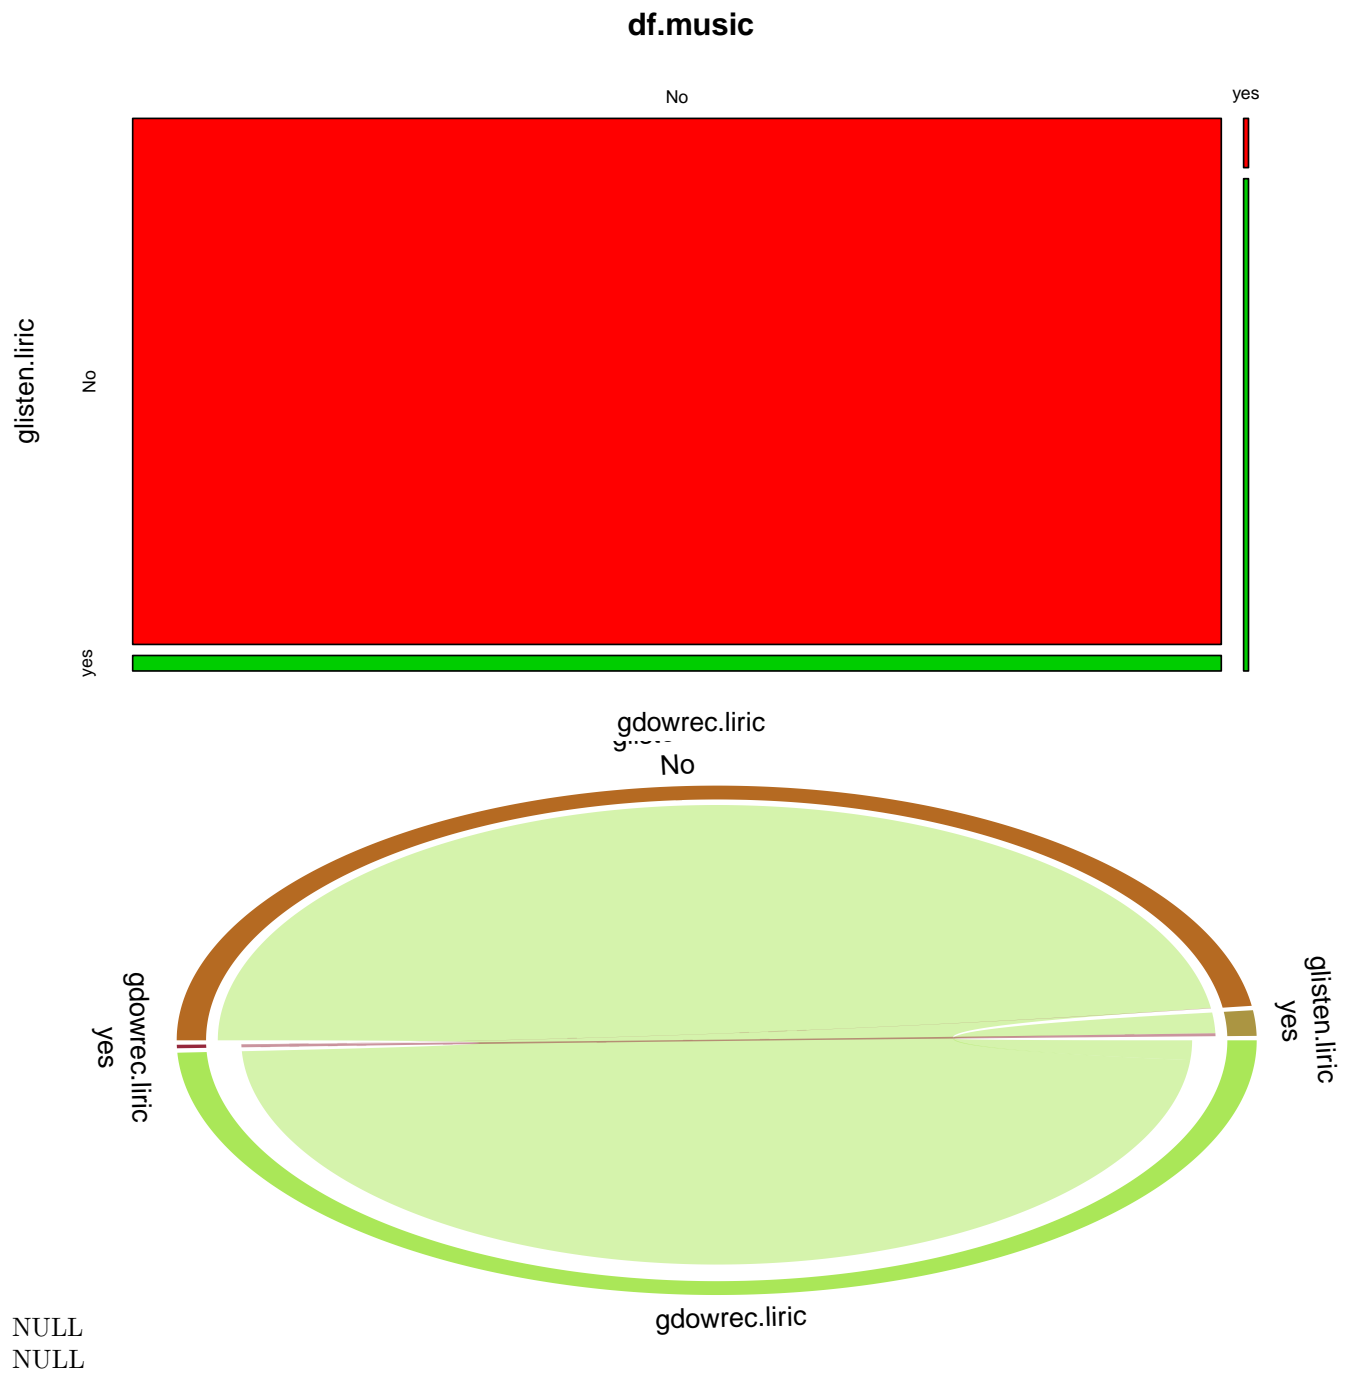 df.music
No
yes
glisten.liric
No
yes
gdowrec.liric
No
glisten.liric
yes
gdowrec.liric
yes
gdowrec.liric
NULL
NULL